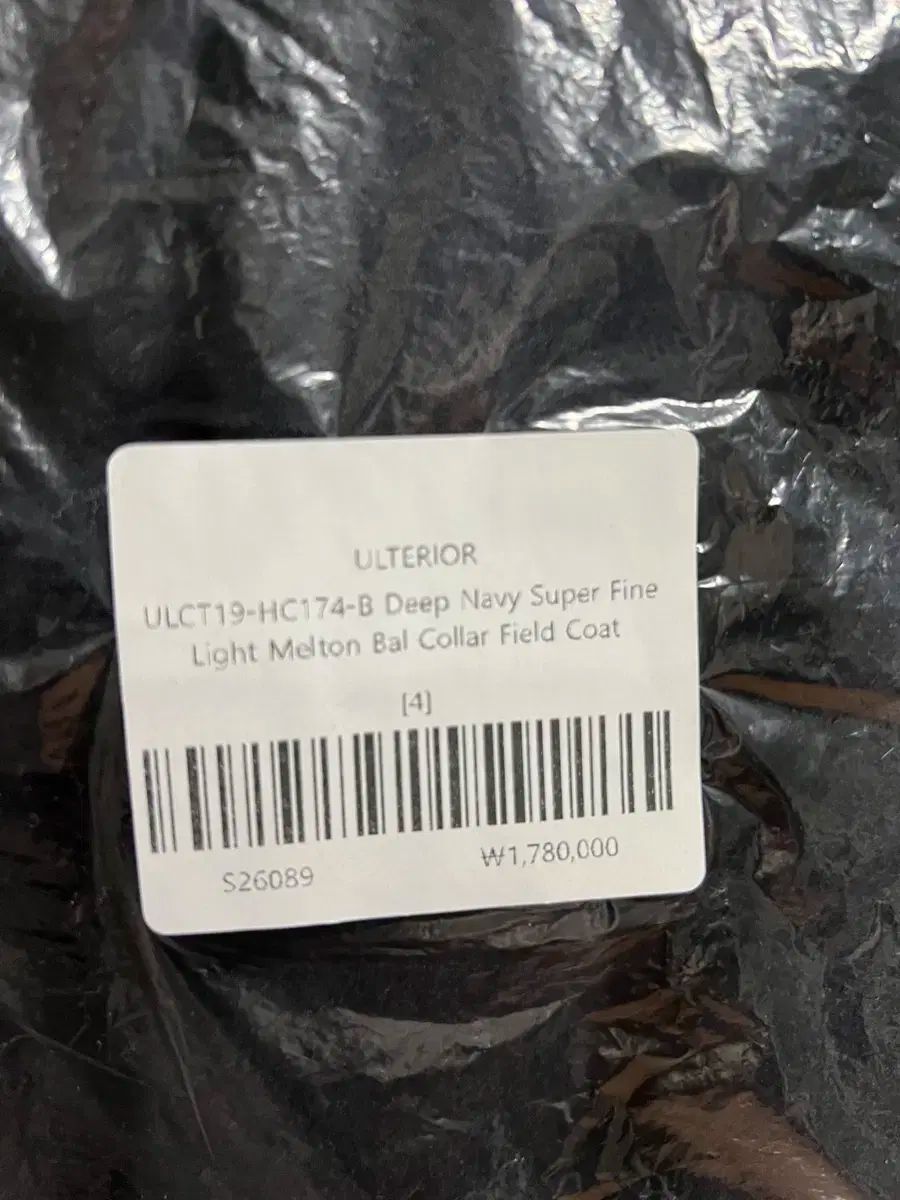 ULTERIOR
ULCT19-HC174-B Deep Navy Super Fine
Light Melton Bal Collar Field Coat
[4]
S26089
₩1,780,000